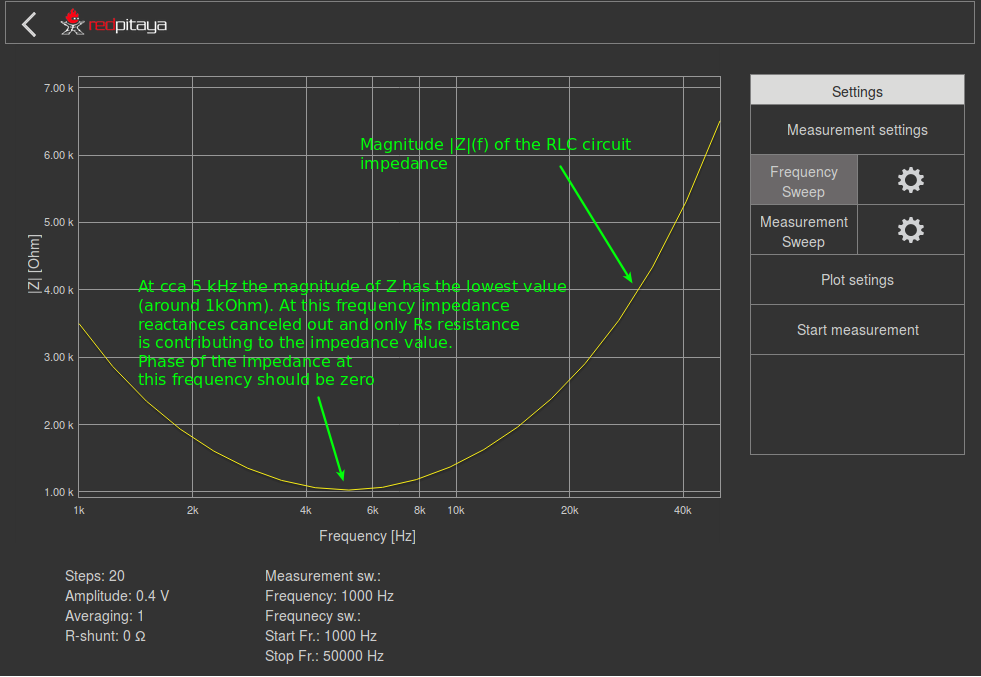 redpitaya
Settings
Measurement settings
Frequency
Sweep
Measurement
Sweep
Plot setings
Start measurement
7.00 k
6.00 k
5.00 k
4.00 k
3.00 k
2.00 k
1.00 k
|Z| [Ohm]
Magnitude |Z|(f) of the RLC circuit
impedance
At cca 5 kHz the magnitude of Z has the lowest value
(around 1kOhm). At this frequency impedance
reactances canceled out and only Rs resistance
is contributing to the impedance value.
Phase of the Impedance at
this frequency should be zero
1k 2k 4k 6k 8k 10k 20k 40k
Frequency [Hz]
Steps: 20
Amplitude: 0.4 V
Averaging: 1
R-shunt: 0 Ω
Measurement sw.:
Frequency: 1000 Hz
Frequnecy sw.:
Start Fr.: 1000 Hz
Stop Fr.: 50000 Hz